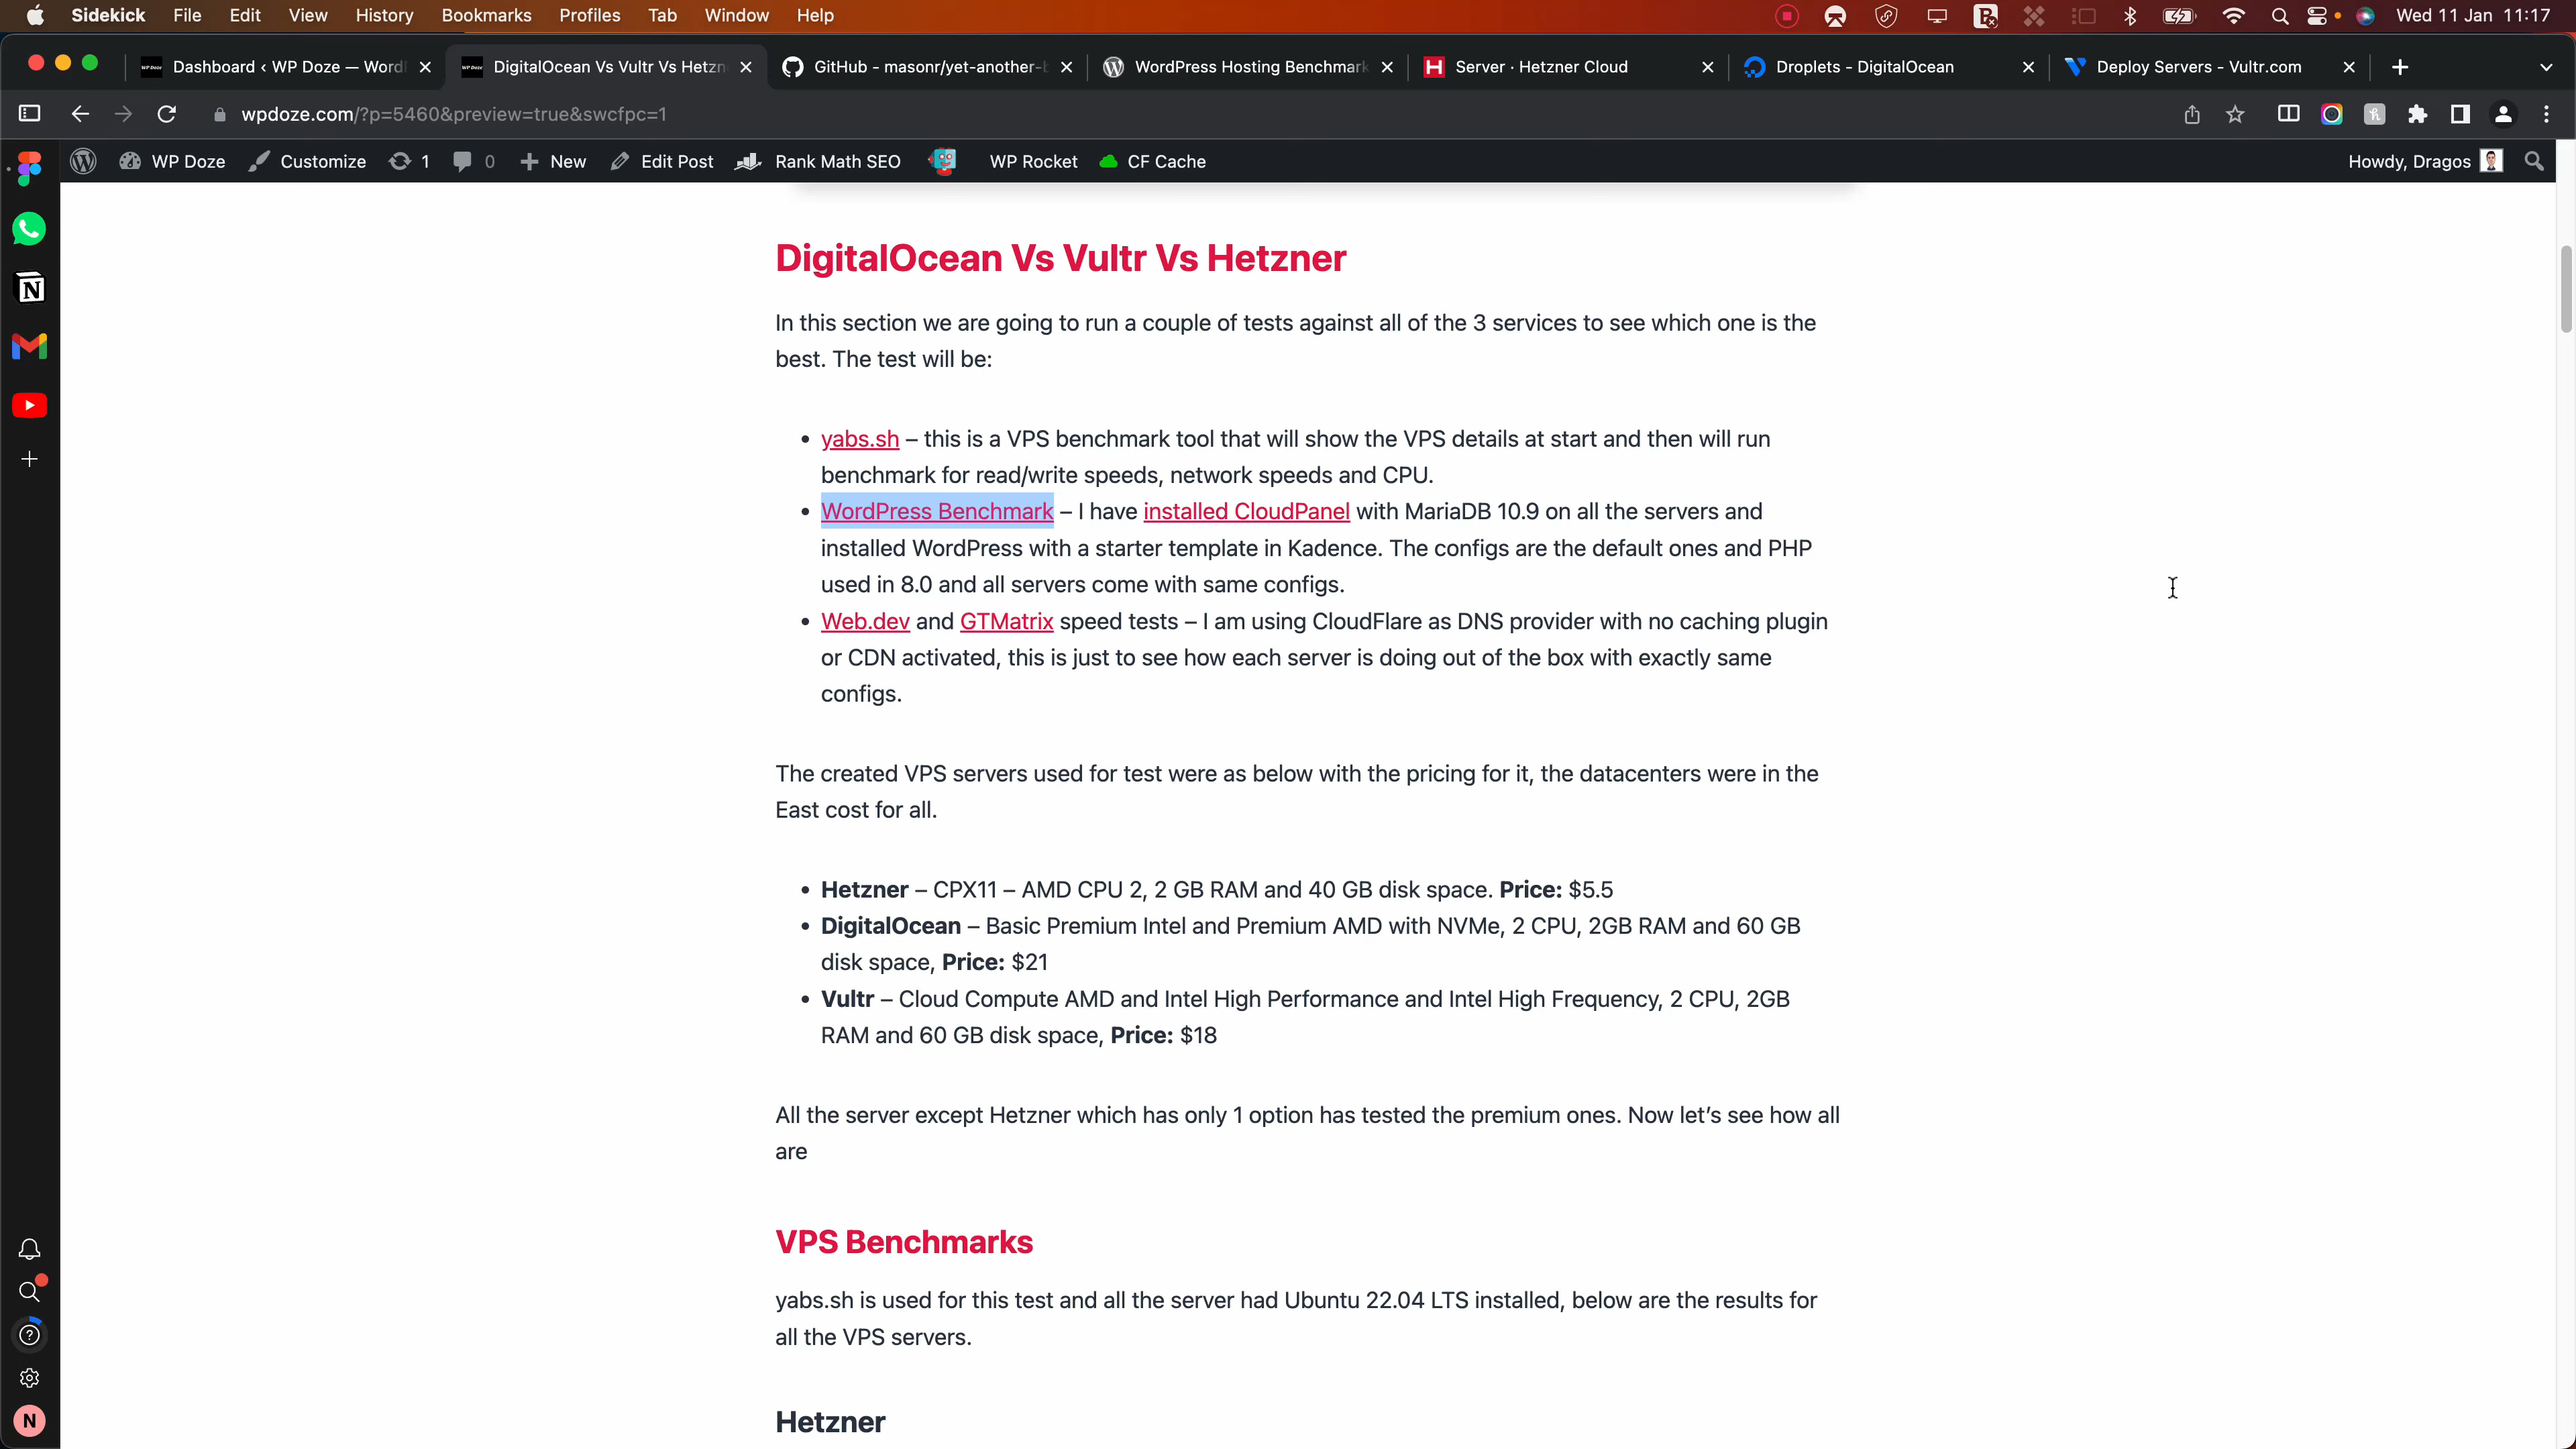 Sidekick File Edit View History Bookmarks Profiles Tab Window Help Wed 11 Jan 11:17
Dashboard ‹ WP Doze — Word DigitalOcean Vs Vultr Vs Hetzn GitHub - masonr/yet-another-b WordPress Hosting Benchmark Server · Hetzner Cloud Droplets - DigitalOcean Deploy Servers - Vultr.com
wpdoze.com/?p=5460&preview=true&swcfpc=1
WP Doze Customize 1 0 New Edit Post Rank Math SEO WP Rocket CF Cache Howdy, Dragos
DigitalOcean Vs Vultr Vs Hetzner
In this section we are going to run a couple of tests against all of the 3 services to see which one is the
best. The test will be:
• yabs.sh – this is a VPS benchmark tool that will show the VPS details at start and then will run
benchmark for read/write speeds, network speeds and CPU.
• WordPress Benchmark – I have installed CloudPanel with MariaDB 10.9 on all the servers and
installed WordPress with a starter template in Kadence. The configs are the default ones and PHP
used in 8.0 and all servers come with same configs.
• Web.dev and GTMatrix speed tests – I am using CloudFlare as DNS provider with no caching plugin
or CDN activated, this is just to see how each server is doing out of the box with exactly same
configs.
The created VPS servers used for test were as below with the pricing for it, the datacenters were in the
East cost for all.
• Hetzner – CPX11 – AMD CPU 2, 2 GB RAM and 40 GB disk space. Price: $5.5
• DigitalOcean – Basic Premium Intel and Premium AMD with NVMe, 2 CPU, 2GB RAM and 60 GB
disk space, Price: $21
• Vultr – Cloud Compute AMD and Intel High Performance and Intel High Frequency, 2 CPU, 2GB
RAM and 60 GB disk space, Price: $18
All the server except Hetzner which has only 1 option has tested the premium ones. Now let's see how all
are
VPS Benchmarks
yabs.sh is used for this test and all the server had Ubuntu 22.04 LTS installed, below are the results for
all the VPS servers.
Hetzner
N